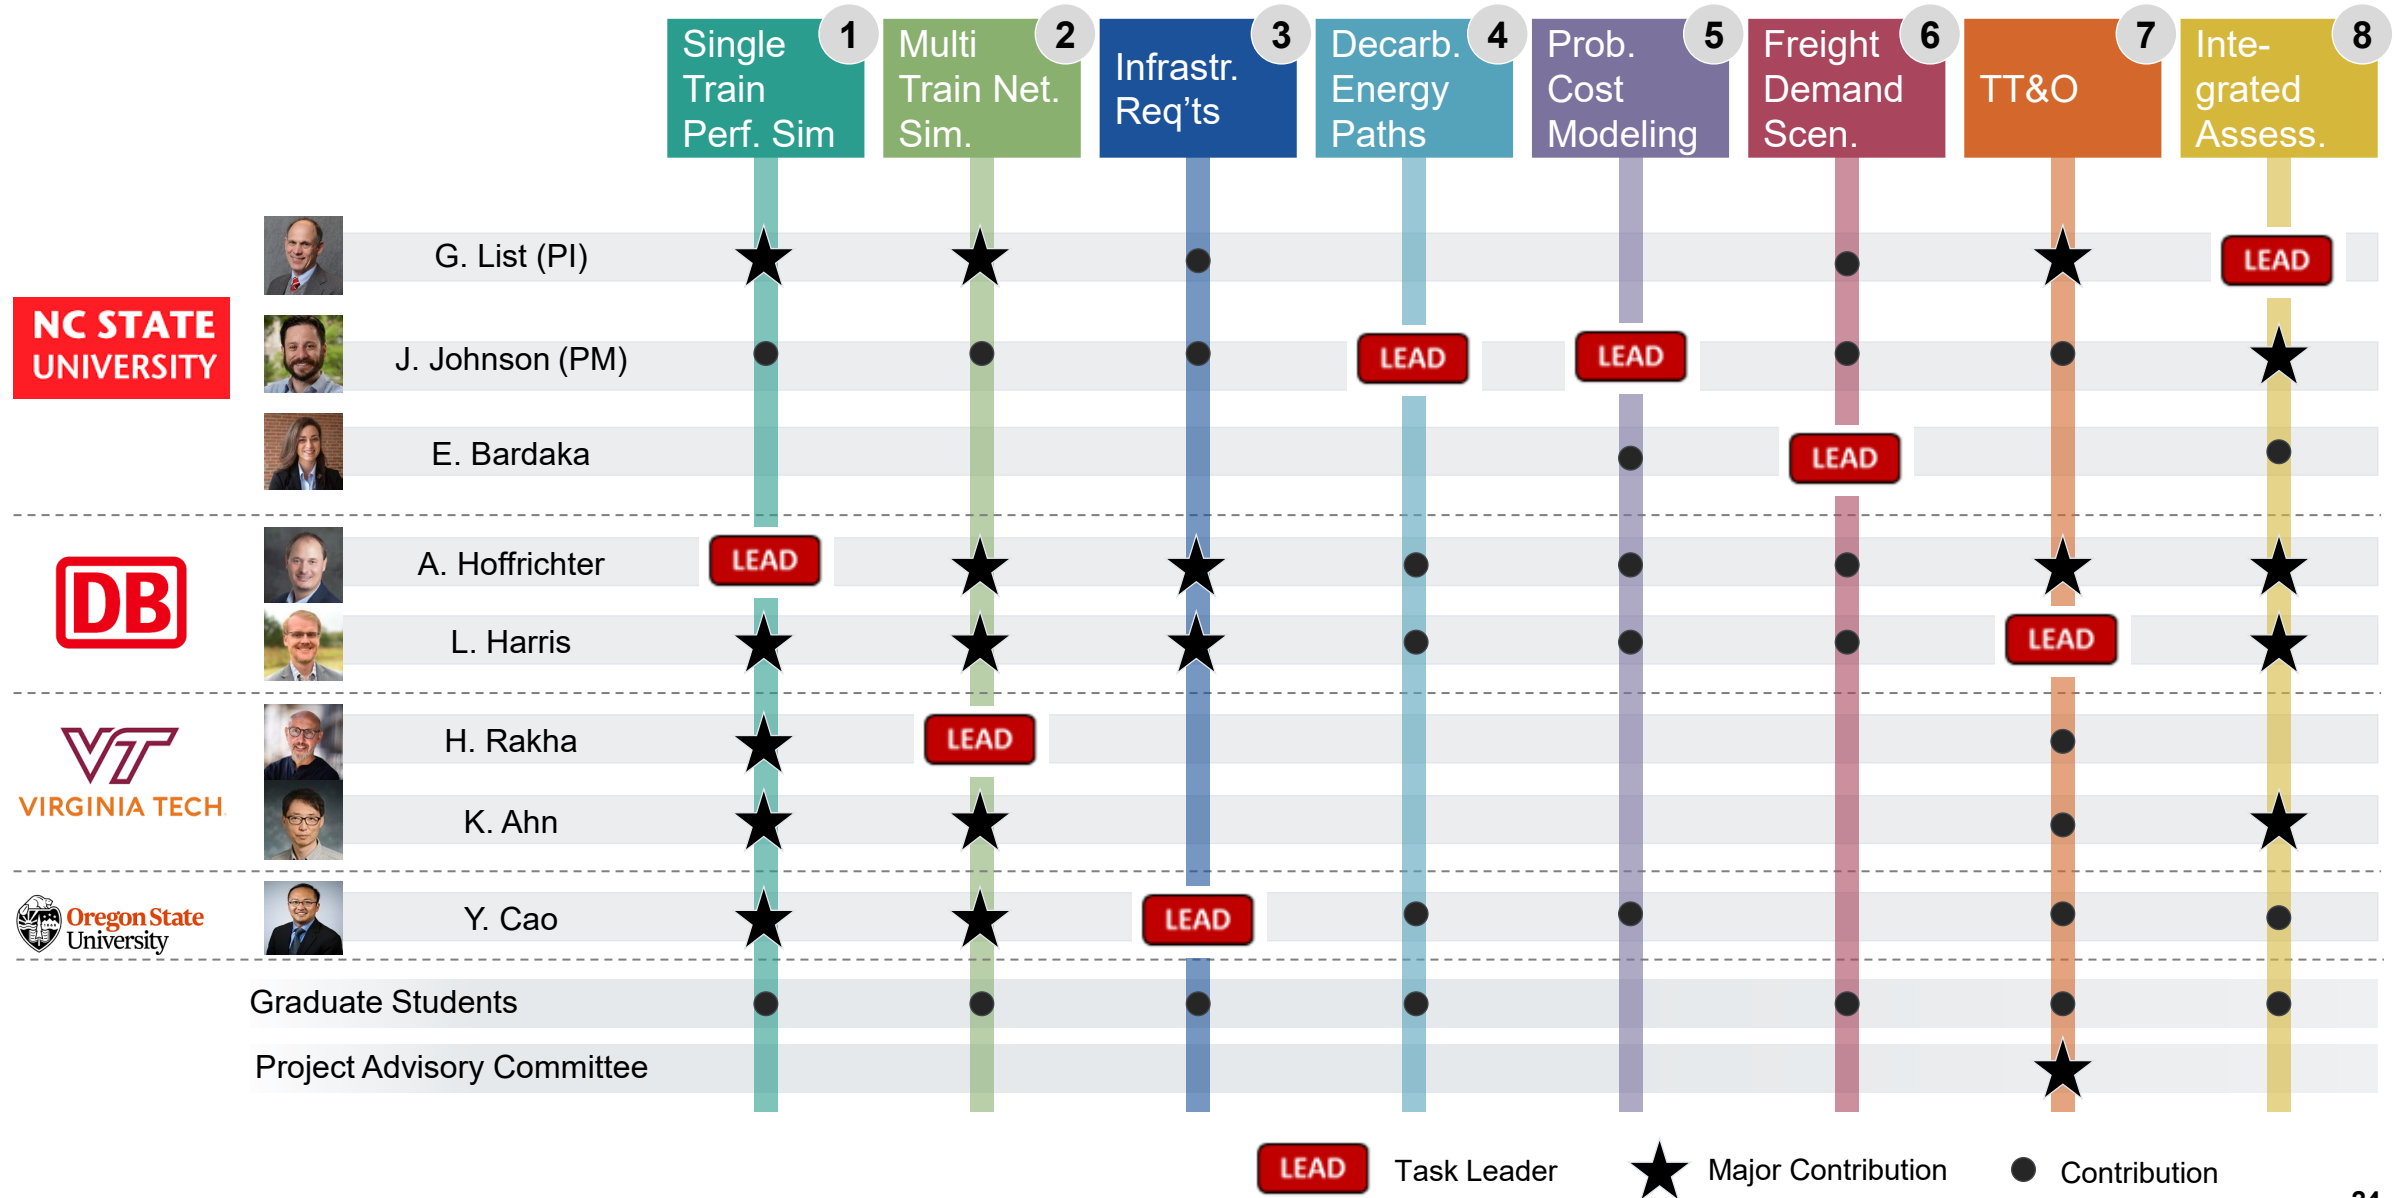 Single
Train
Perf. Sim
1
Multi
Train Net.
Sim.
2
Infrastr.
Req'ts
3
Decarb.
Energy
Paths
4
Prob.
Cost
Modeling
5
Freight
Demand
Scen.
6
TT&O
7
Inte-
grated
Assess.
8
NC STATE
UNIVERSITY
G. List (PI)
LEAD
J. Johnson (PM)
LEAD
LEAD
E. Bardaka
LEAD
DB
A. Hoffrichter
LEAD
L. Harris
LEAD
VT
VIRGINIA TECH
H. Rakha
LEAD
K. Ahn
Oregon State
University
Y. Cao
LEAD
Graduate Students
Project Advisory Committee
LEAD Task Leader
Major Contribution
Contribution